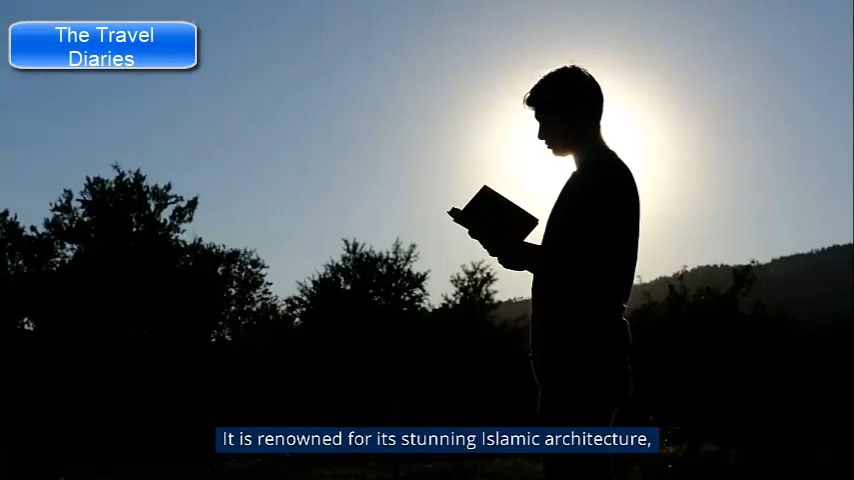 The Travel
Diaries
It is renowned for its stunning Islamic architecture,